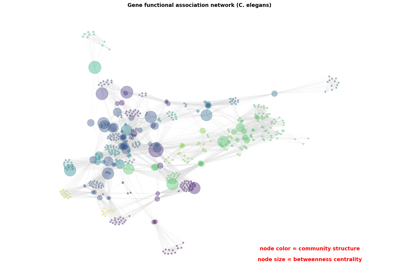 Gene functional association network (C. elegans)
node color = community structure
node size = betweenness centrality